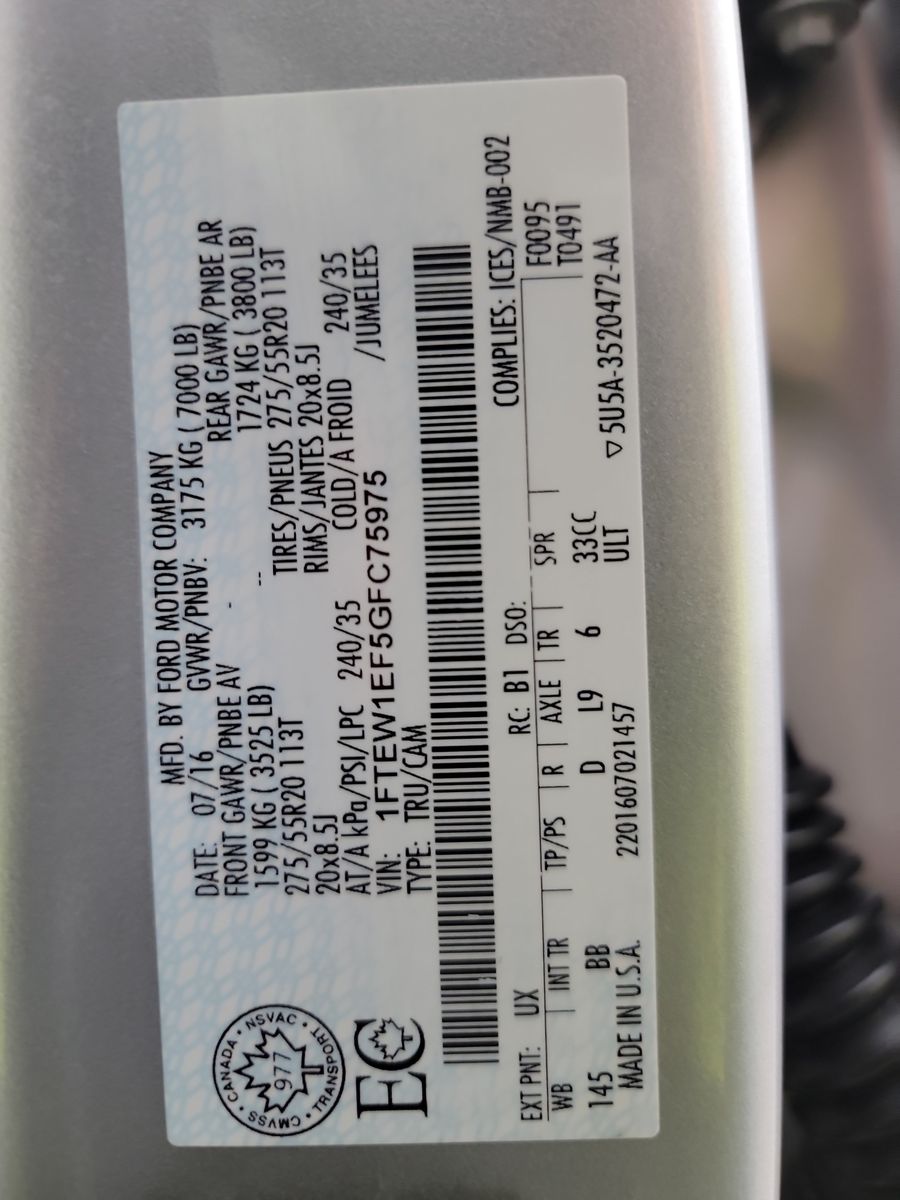 MFD. BY FORD MOTOR COMPANY
DATE: 07/16 GVWR/PNBV: 3175 KG ( 7000 LB)
FRONT GAWR/PNBE AV - REAR GAWR/PNBE AR
1599 KG ( 3525 LB) -- 1724 KG ( 3800 LB)
275/55R20 113T TIRES/PNEUS 275/55R20 113T
20x8.5J RIMS/JANTES 20x8.5J
AT/A kPa/PSI/LPC 240/35 COLD/A FROID 240/35
VIN: 1FTEW1EF5GFC75975 /JUMELEES
TYPE: TRU/CAM
CMVSS • CANADA • NSVAC • TRANSPORT •
977
EC
COMPLIES: ICES/NMB-002
EXT PNT: UX RC: B1 DSO: F0095
WB INT TR TP/PS R AXLE TR SPR T0491
145 BB D L9 6 33CC ▽5U5A-3520472-AA
MADE IN U.S.A. 2201607021457 ULT